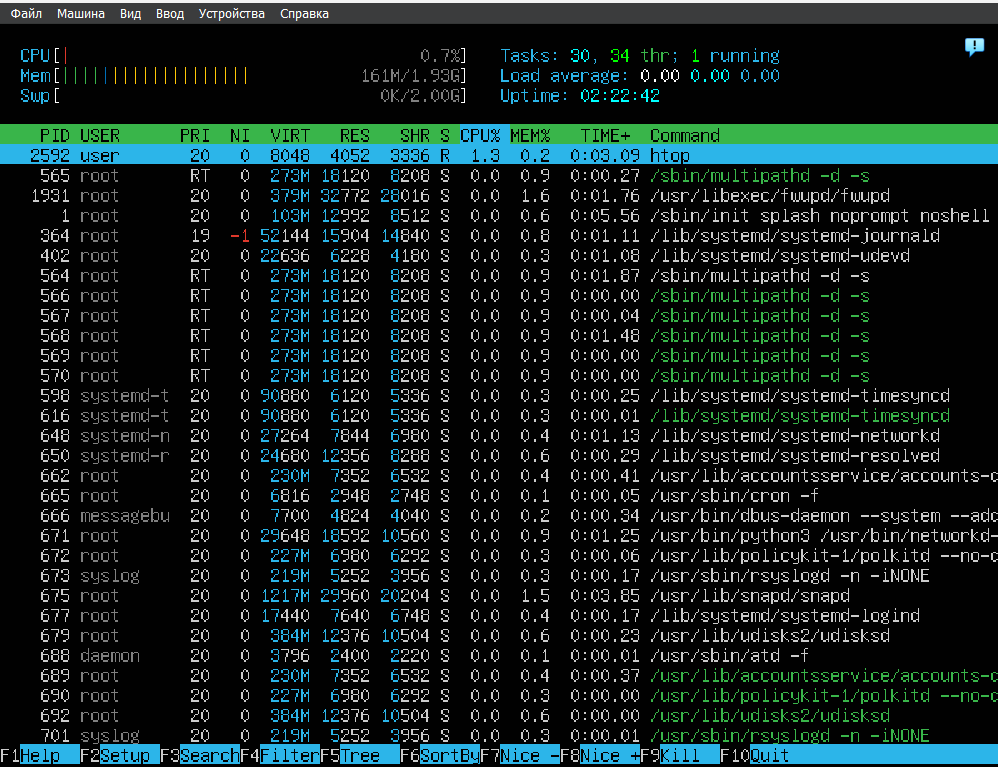 Файл Машина Вид Ввод Устройства Справка
CPU[| 0.7%] Tasks: 30, 34 thr; 1 running
Mem[||||||||||||||||||| 161M/1.93G] Load average: 0.00 0.00 0.00
Swp[ 0K/2.00G] Uptime: 02:22:42
PID USER PRI NI VIRT RES SHR S CPU% MEM% TIME+ Command
2592 user 20 0 8048 4052 3336 R 1.3 0.2 0:03.09 htop
565 root RT 0 273M 18120 8208 S 0.0 0.9 0:00.27 /sbin/multipathd -d -s
1931 root 20 0 379M 32772 28016 S 0.0 1.6 0:01.76 /usr/libexec/fwupd/fwupd
1 root 20 0 103M 12992 8512 S 0.0 0.6 0:05.56 /sbin/init splash noprompt noshell
364 root 19 -1 52144 15904 14840 S 0.0 0.8 0:01.11 /lib/systemd/systemd-journald
402 root 20 0 22636 6228 4180 S 0.0 0.3 0:01.08 /lib/systemd/systemd-udevd
564 root RT 0 273M 18120 8208 S 0.0 0.9 0:01.87 /sbin/multipathd -d -s
566 root RT 0 273M 18120 8208 S 0.0 0.9 0:00.00 /sbin/multipathd -d -s
567 root RT 0 273M 18120 8208 S 0.0 0.9 0:00.04 /sbin/multipathd -d -s
568 root RT 0 273M 18120 8208 S 0.0 0.9 0:01.48 /sbin/multipathd -d -s
569 root RT 0 273M 18120 8208 S 0.0 0.9 0:00.00 /sbin/multipathd -d -s
570 root RT 0 273M 18120 8208 S 0.0 0.9 0:00.00 /sbin/multipathd -d -s
598 systemd-t 20 0 90880 6120 5336 S 0.0 0.3 0:00.25 /lib/systemd/systemd-timesyncd
616 systemd-t 20 0 90880 6120 5336 S 0.0 0.3 0:00.01 /lib/systemd/systemd-timesyncd
648 systemd-n 20 0 27264 7844 6980 S 0.0 0.4 0:01.13 /lib/systemd/systemd-networkd
650 systemd-r 20 0 24680 12356 8288 S 0.0 0.6 0:00.29 /lib/systemd/systemd-resolved
662 root 20 0 230M 7352 6532 S 0.0 0.4 0:00.41 /usr/lib/accountsservice/accounts-d
665 root 20 0 6816 2948 2748 S 0.0 0.1 0:00.05 /usr/sbin/cron -f
666 messagebu 20 0 7700 4824 4040 S 0.0 0.2 0:00.34 /usr/bin/dbus-daemon --system --add
671 root 20 0 29648 18592 10560 S 0.0 0.9 0:01.25 /usr/bin/python3 /usr/bin/networkd-
672 root 20 0 227M 6980 6292 S 0.0 0.3 0:00.06 /usr/lib/policykit-1/polkitd --no-d
673 syslog 20 0 219M 5252 3956 S 0.0 0.3 0:00.17 /usr/sbin/rsyslogd -n -iNONE
675 root 20 0 1217M 29960 20204 S 0.0 1.5 0:03.85 /usr/lib/snapd/snapd
677 root 20 0 17440 7640 6748 S 0.0 0.4 0:00.17 /lib/systemd/systemd-logind
679 root 20 0 384M 12376 10504 S 0.0 0.6 0:00.23 /usr/lib/udisks2/udisksd
688 daemon 20 0 3796 2400 2220 S 0.0 0.1 0:00.01 /usr/sbin/atd -f
689 root 20 0 230M 7352 6532 S 0.0 0.4 0:00.37 /usr/lib/accountsservice/accounts-d
690 root 20 0 227M 6980 6292 S 0.0 0.3 0:00.00 /usr/lib/policykit-1/polkitd --no-d
692 root 20 0 384M 12376 10504 S 0.0 0.6 0:00.00 /usr/lib/udisks2/udisksd
701 syslog 20 0 219M 5252 3956 S 0.0 0.3 0:00.01 /usr/sbin/rsyslogd -n -iNONE
F1Help F2Setup F3SearchF4FilterF5Tree F6SortByF7Nice -F8Nice +F9Kill F10Quit